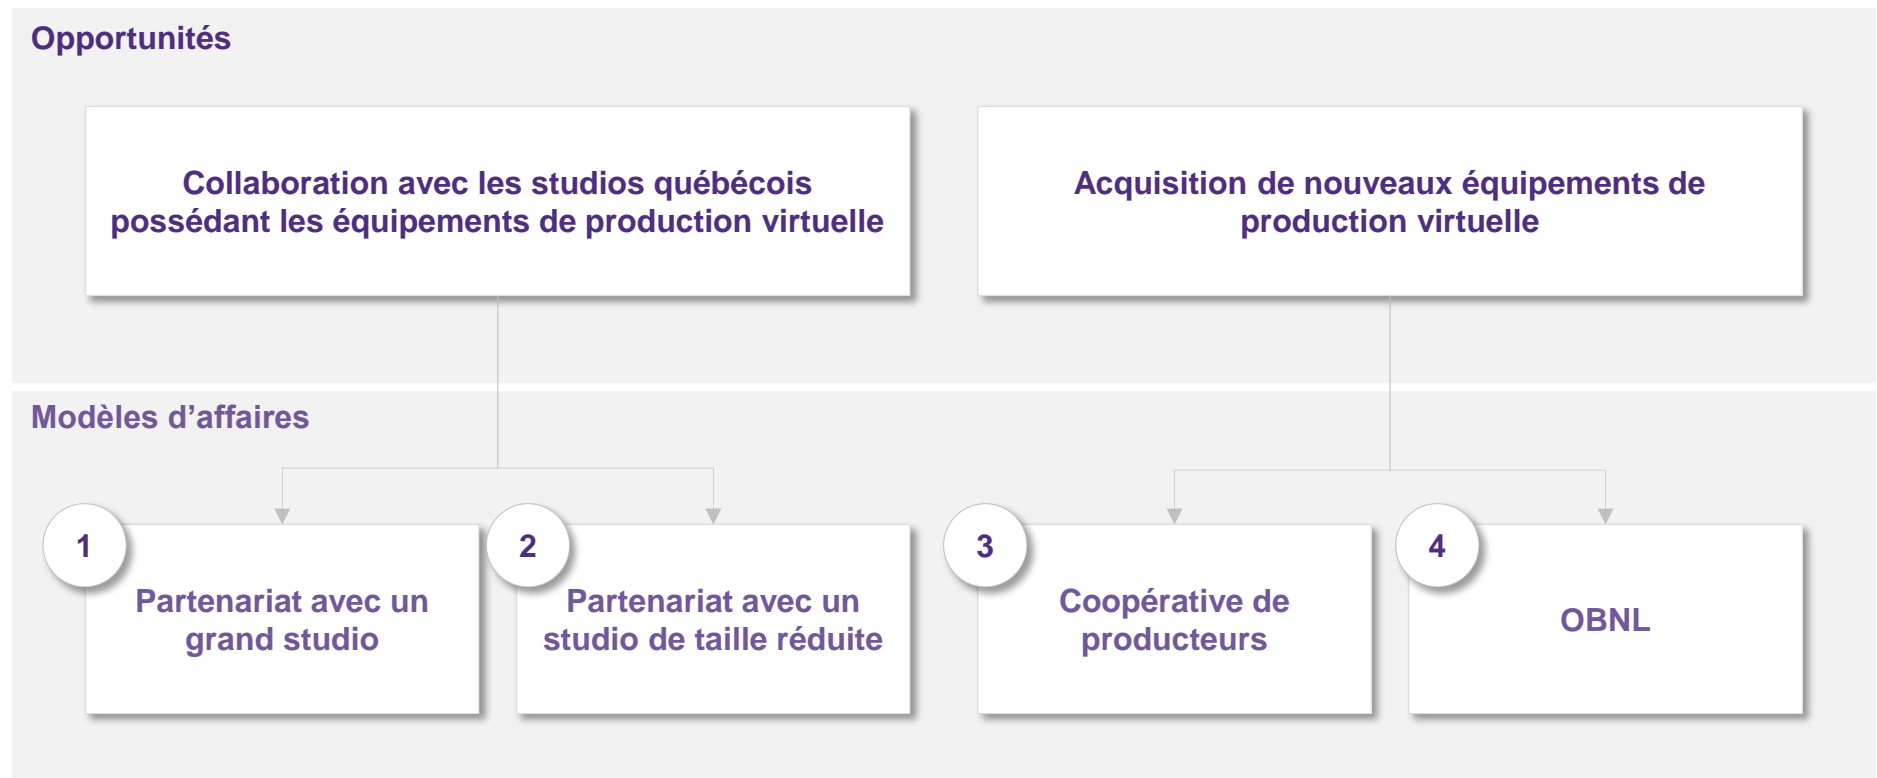 Opportunités
Collaboration avec les studios québécois
possédant les équipements de production virtuelle
Acquisition de nouveaux équipements de
production virtuelle
Modèles d’affaires
1
Partenariat avec un
grand studio
2
Partenariat avec un
studio de taille réduite
3
Coopérative de
producteurs
4
OBNL